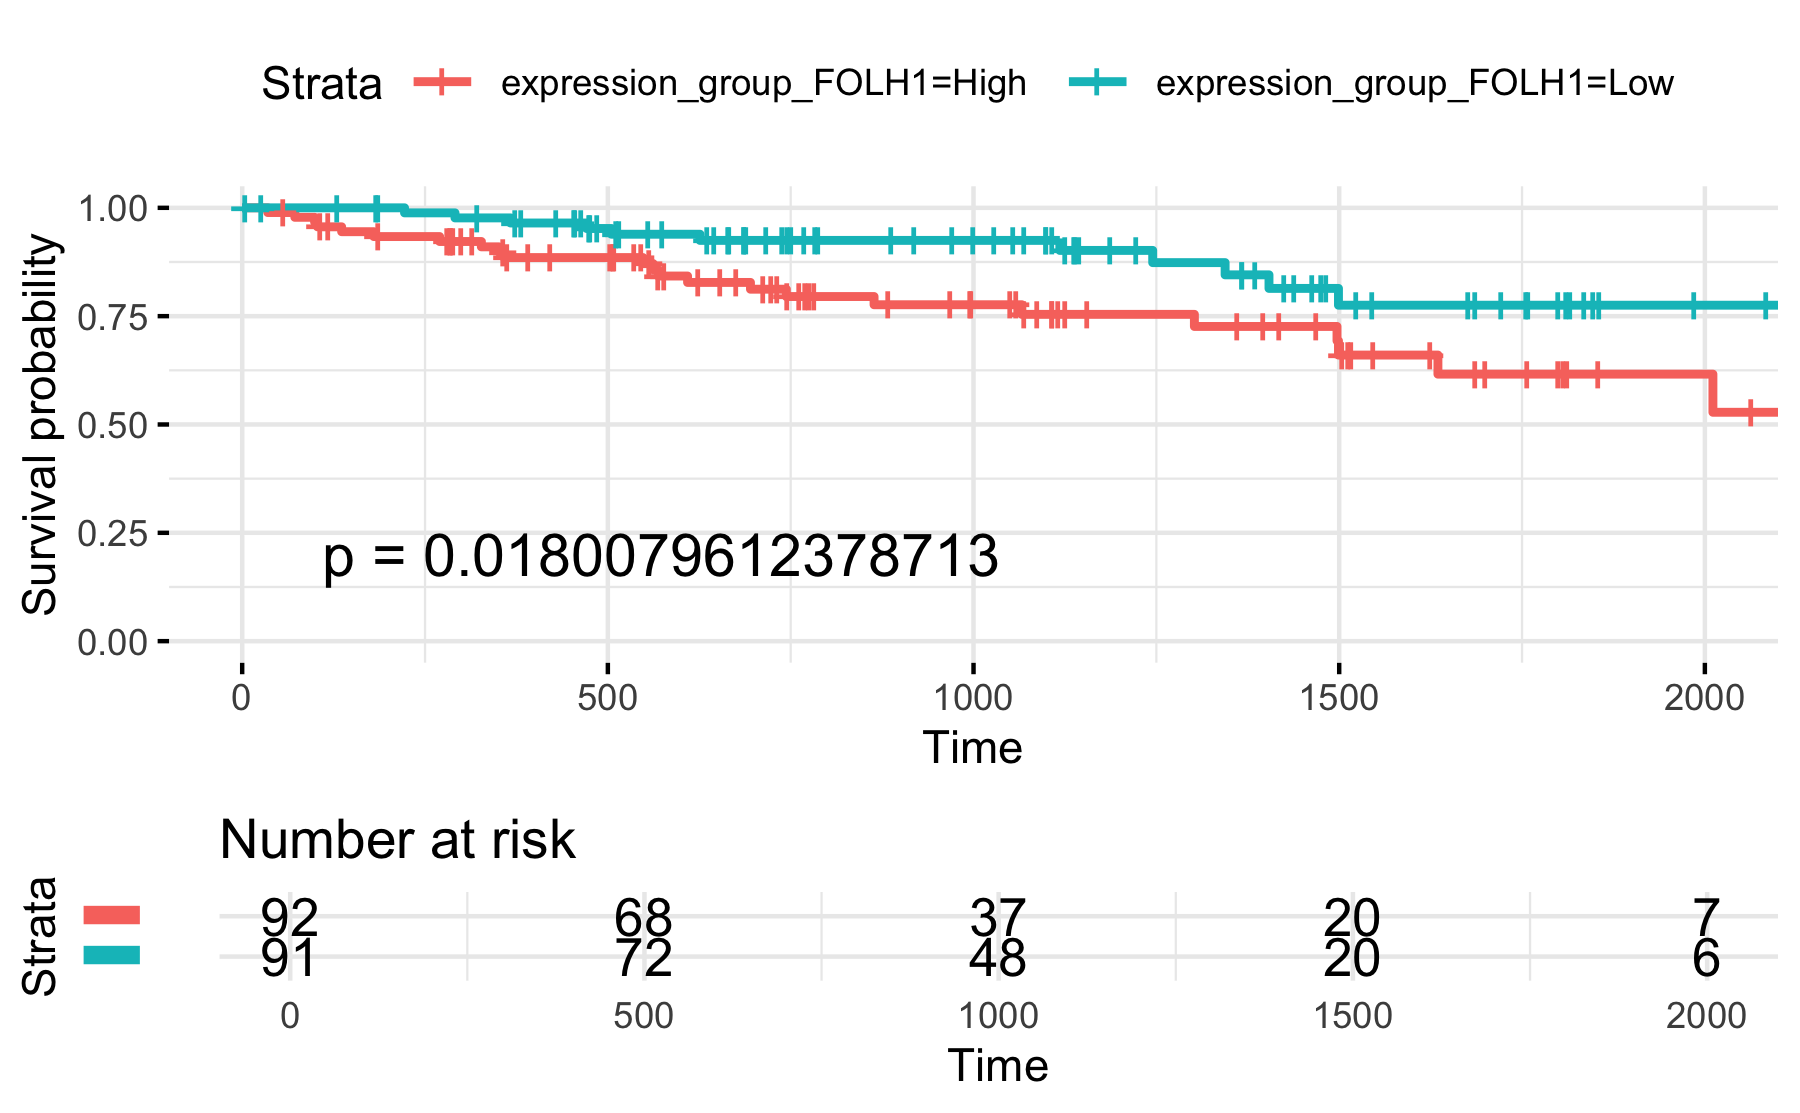 Strata expression_group_FOLH1=High expression_group_FOLH1=Low
Survival probability
1.00
0.75
0.50
0.25
0.00
p = 0.0180079612378713
0 500 1000 1500 2000
Time
Number at risk
Strata
92 68 37 20 7
91 72 48 20 6
0 500 1000 1500 2000
Time